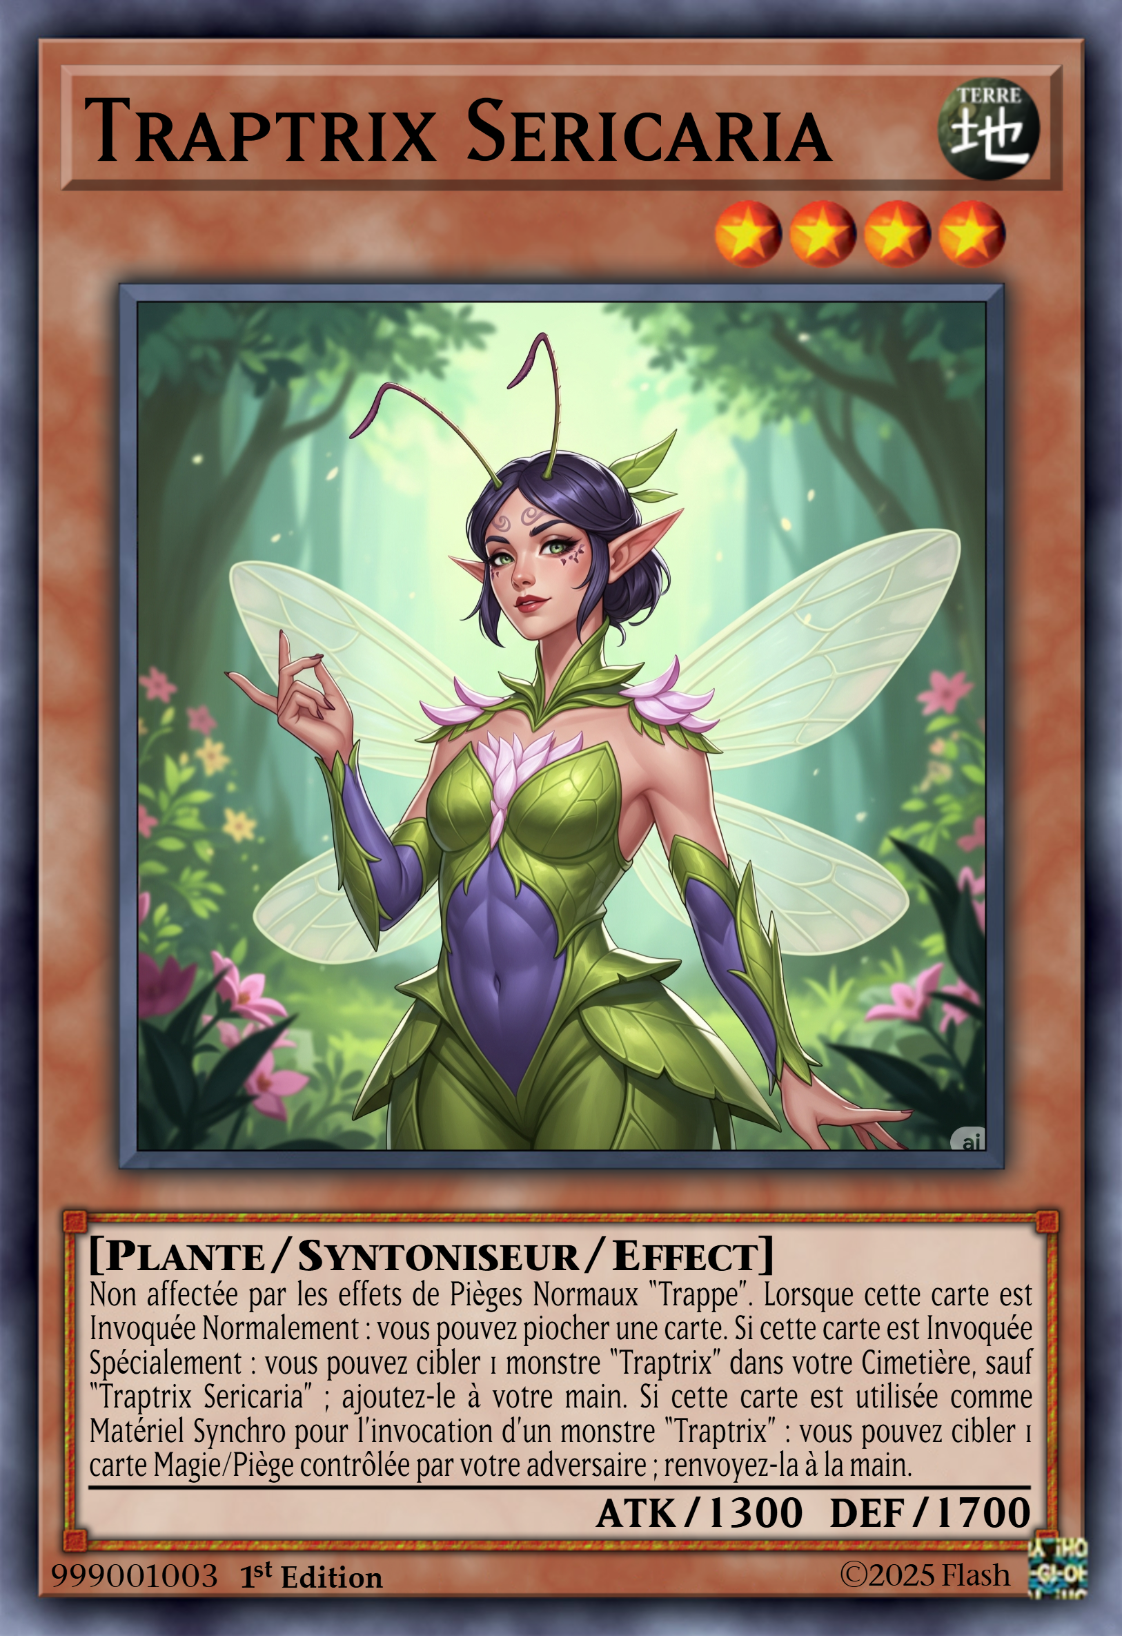 Traptrix Sericaria
TERRE
地
ai
[Plante/Syntoniseur/Effect]
Non affectée par les effets de Pièges Normaux "Trappe". Lorsque cette carte est
Invoquée Normalement : vous pouvez piocher une carte. Si cette carte est Invoquée
Spécialement : vous pouvez cibler 1 monstre "Traptrix" dans votre Cimetière, sauf
"Traptrix Sericaria" ; ajoutez-le à votre main. Si cette carte est utilisée comme
Matériel Synchro pour l'invocation d'un monstre "Traptrix" : vous pouvez cibler 1
carte Magie/Piège contrôlée par votre adversaire ; renvoyez-la à la main.
ATK/1300 DEF/1700
999001003 1st Edition ©2025 Flash